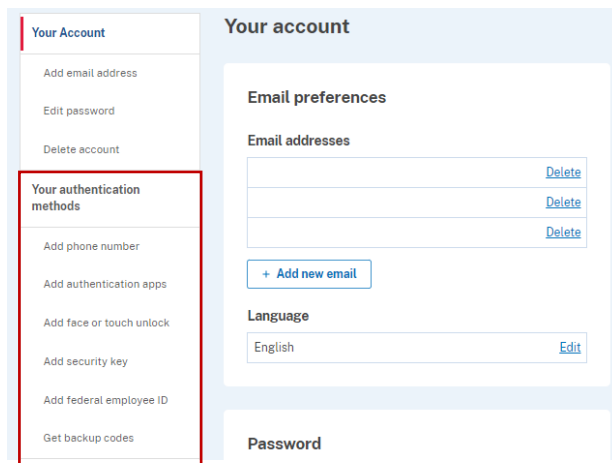 Your Account
Add email address
Edit password
Delete account
Your authentication
methods
Add phone number
Add authentication apps
Add face or touch unlock
Add security key
Add federal employee ID
Get backup codes
Your account
Email preferences
Email addresses
Delete
Delete
Delete
+ Add new email
Language
English Edit
Password